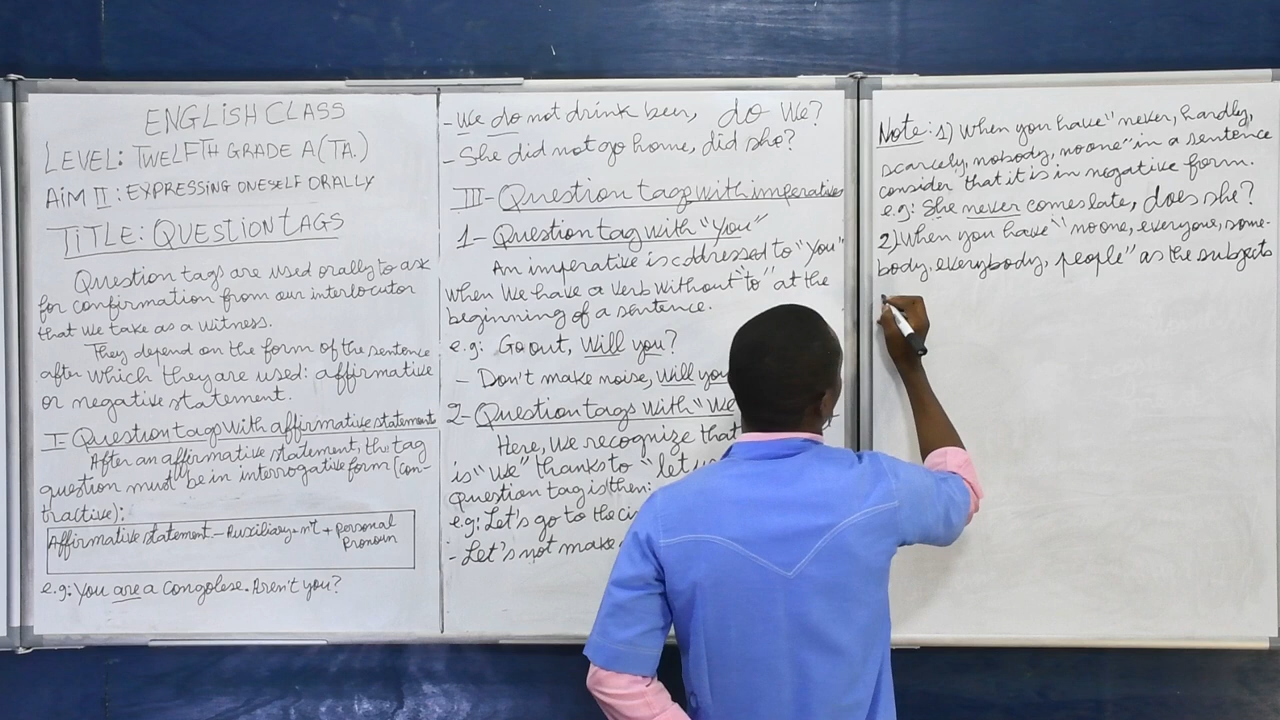 ENGLISH CLASS
LEVEL: TWELFTH GRADE A (TA.)
AIM II : EXPRESSING ONESELF ORALLY
TITLE: QUESTION TAGS
Question tags are used orally to ask
for confirmation from our interlocutor
that we take as a witness.
They depend on the form of the sentence
after which they are used: affirmative
or negative statement.
I- Question tags with affirmative statement
After an affirmative statement, the tag
question must be in interrogative form (con-
tractive):
Affirmative statement - Auxiliary + n't + personal
pronoun
e.g: You are a congolese. Aren't you?
- We do not drink beer, do we?
- She did not go home, did she?
III- Question tags with imperatives
1- Question tag with "You"
An imperative is addressed to "you"
when we have a verb without "to" at the
beginning of a sentence.
e.g: Go out, will you?
- Don't make noise, will you
2- Question tags with "we
Here, we recognize that
is "we" thanks to "let
Question tag is then:
e.g: Let's go to the
- Let's not make
Note: 1) When you have "never, hardly,
scarcely, nobody, no one" in a sentence
consider that it is in negative form.
e.g: She never comes late, does she?
2) When you have "no one, everyone, some-
body, everybody, people" as the subjects